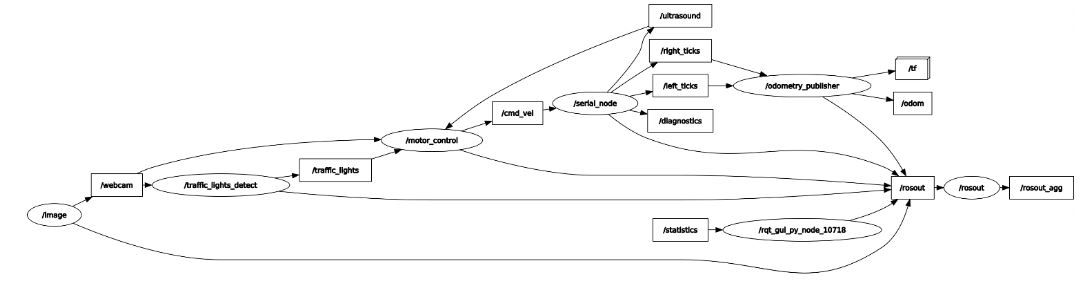 /ultrasound
/right_ticks
/left_ticks
/diagnostics
/tf
/odom
/odometry_publisher
/serial_node
/cmd_vel
/motor_control
/traffic_lights
/webcam
/traffic_lights_detect
/image
/statistics
/rqt_gui_py_node_10718
/rosout
/rosout
/rosout_agg